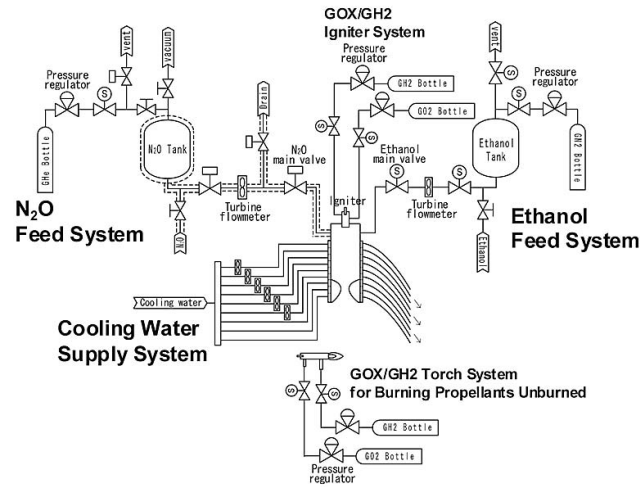 GOX/GH2
Igniter System
vent
vacuum
Pressure
regulator
S
GHe Bottle
N₂O Tank
Drain
N₂O
main valve
Turbine
flowmeter
N₂O
N₂O
Feed System
Pressure
regulator
GH2 Bottle
GO2 Bottle
S
S
Igniter
vent
S
Pressure
regulator
S
GN2
Bottle
Ethanol
Tank
Ethanol
main valve
S
S
Turbine
flowmeter
Ethanol
Ethanol
Feed System
Cooling water
Cooling Water
Supply System
GOX/GH2 Torch System
for Burning Propellants Unburned
S
S
GH2 Bottle
GO2 Bottle
Pressure
regulator